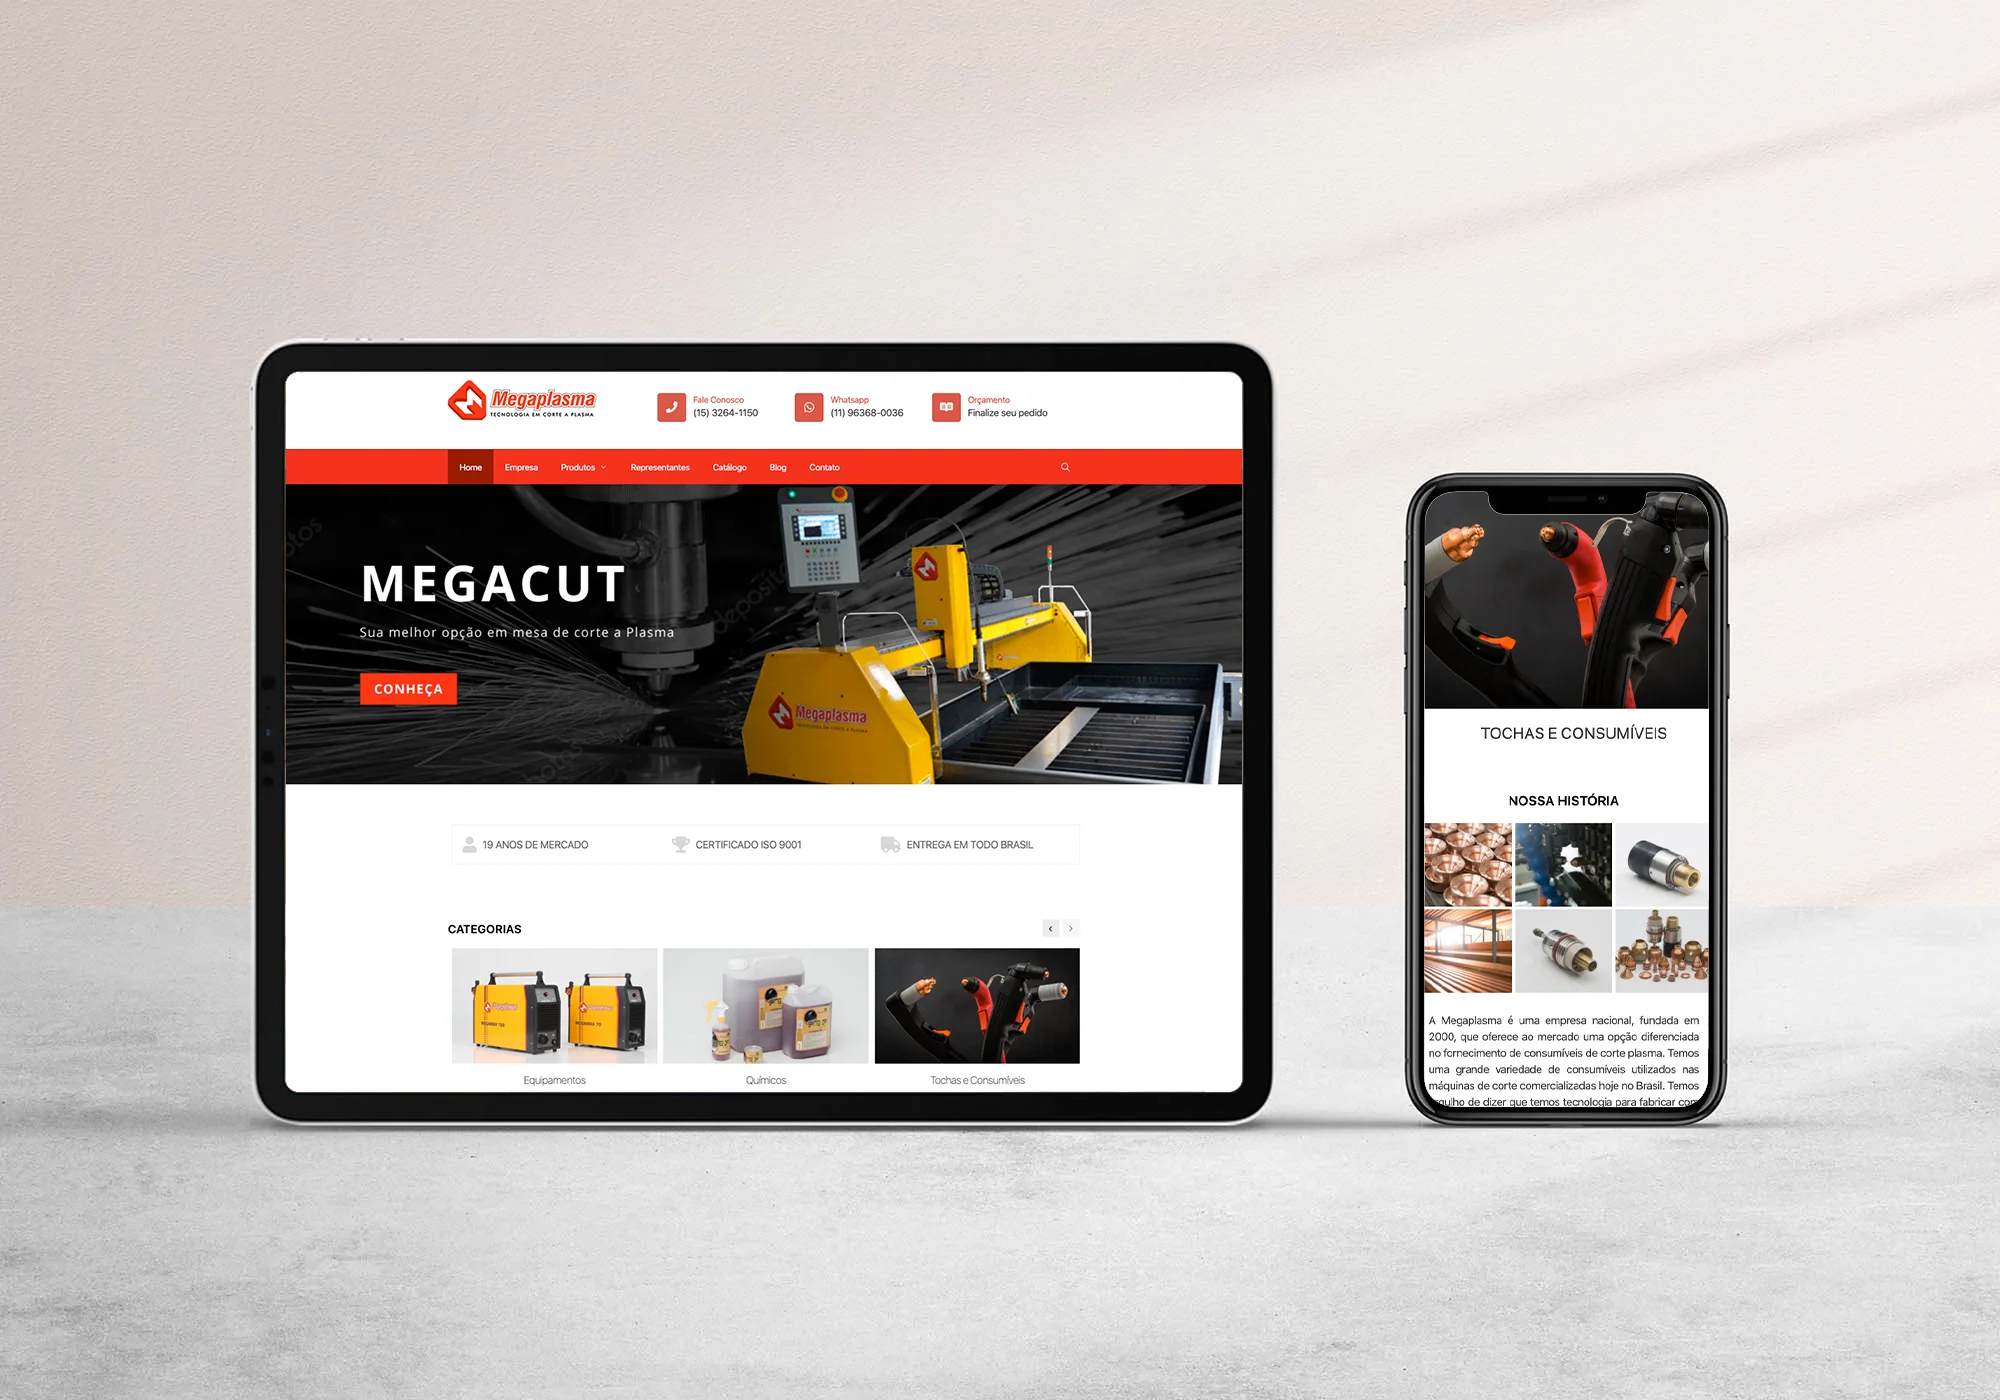 Megaplasma
TECNOLOGIA EM CORTE A PLASMA
Fale Conosco
(15) 3264-1150
Whatsapp
(11) 96368-0036
Orçamento
Finalize seu pedido
Home
Empresa
Produtos
Representantes
Catálogo
Blog
Contato
MEGACUT
Sua melhor opção em mesa de corte a Plasma
CONHEÇA
Megaplasma
19 ANOS DE MERCADO
CERTIFICADO ISO 9001
ENTREGA EM TODO BRASIL
CATEGORIAS
Equipamentos
Químicos
Tochas e Consumíveis
TOCHAS E CONSUMÍVEIS
NOSSA HISTÓRIA
A Megaplasma é uma empresa nacional, fundada em
2000, que oferece ao mercado uma opção diferenciada
no fornecimento de consumíveis de corte plasma. Temos
uma grande variedade de consumíveis utilizados nas
máquinas de corte comercializadas hoje no Brasil. Temos
orgulho de dizer que temos tecnologia para fabricar com